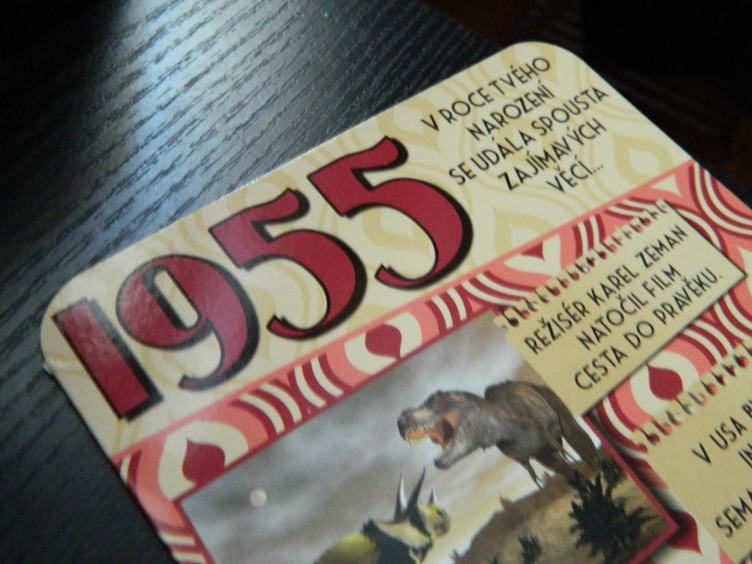 1955
V ROCE TVÉHO
NAROZENÍ
SE UDÁLA SPOUSTA
ZAJÍMAVÝCH
VĚCÍ...
REŽISÉR KAREL ZEMAN
NATOČIL FILM
CESTA DO PRAVĚKU.
V USA